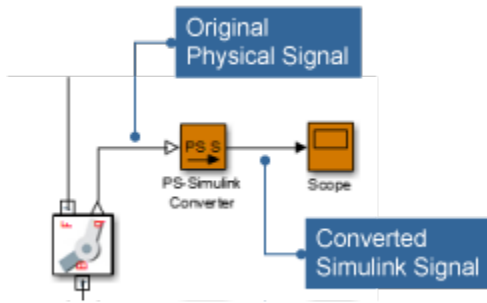 Original
Physical Signal
PS S
PS-Simulink
Converter
Scope
F
B
Converted
Simulink Signal